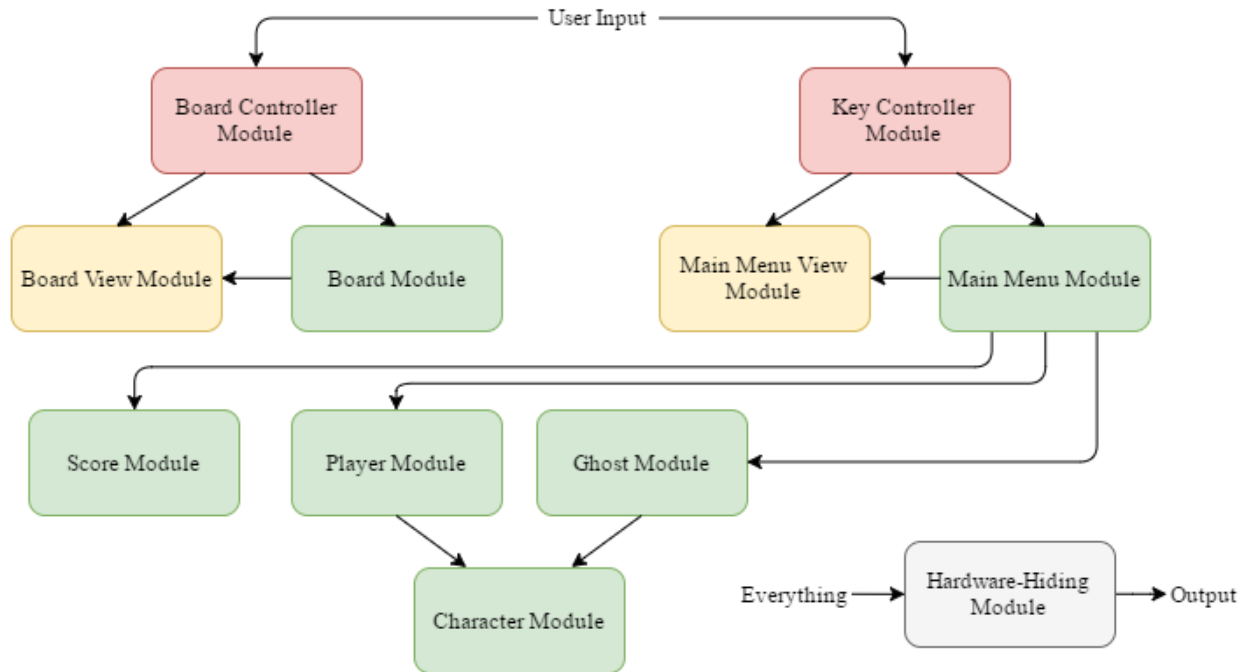 User Input
Board Controller
Module
Key Controller
Module
Board View Module
Board Module
Main Menu View
Module
Main Menu Module
Score Module
Player Module
Ghost Module
Character Module
Everything
Hardware-Hiding
Module
Output